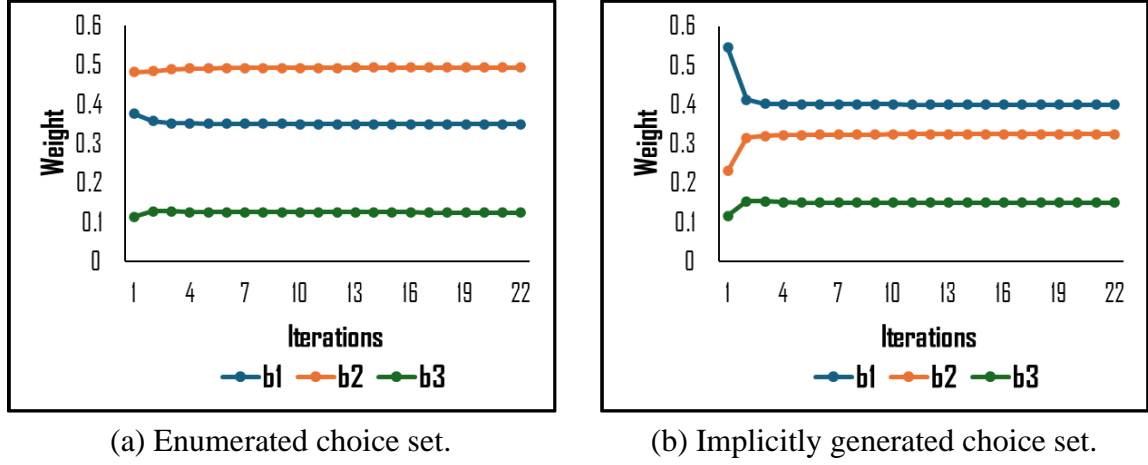 0.6
0.5
0.4
0.3
0.2
0.1
0
Weight
1 4 7 10 13 16 19 22
Iterations
b1 b2 b3
(a) Enumerated choice set.
0.6
0.5
0.4
0.3
0.2
0.1
0
Weight
1 4 7 10 13 16 19 22
Iterations
b1 b2 b3
(b) Implicitly generated choice set.